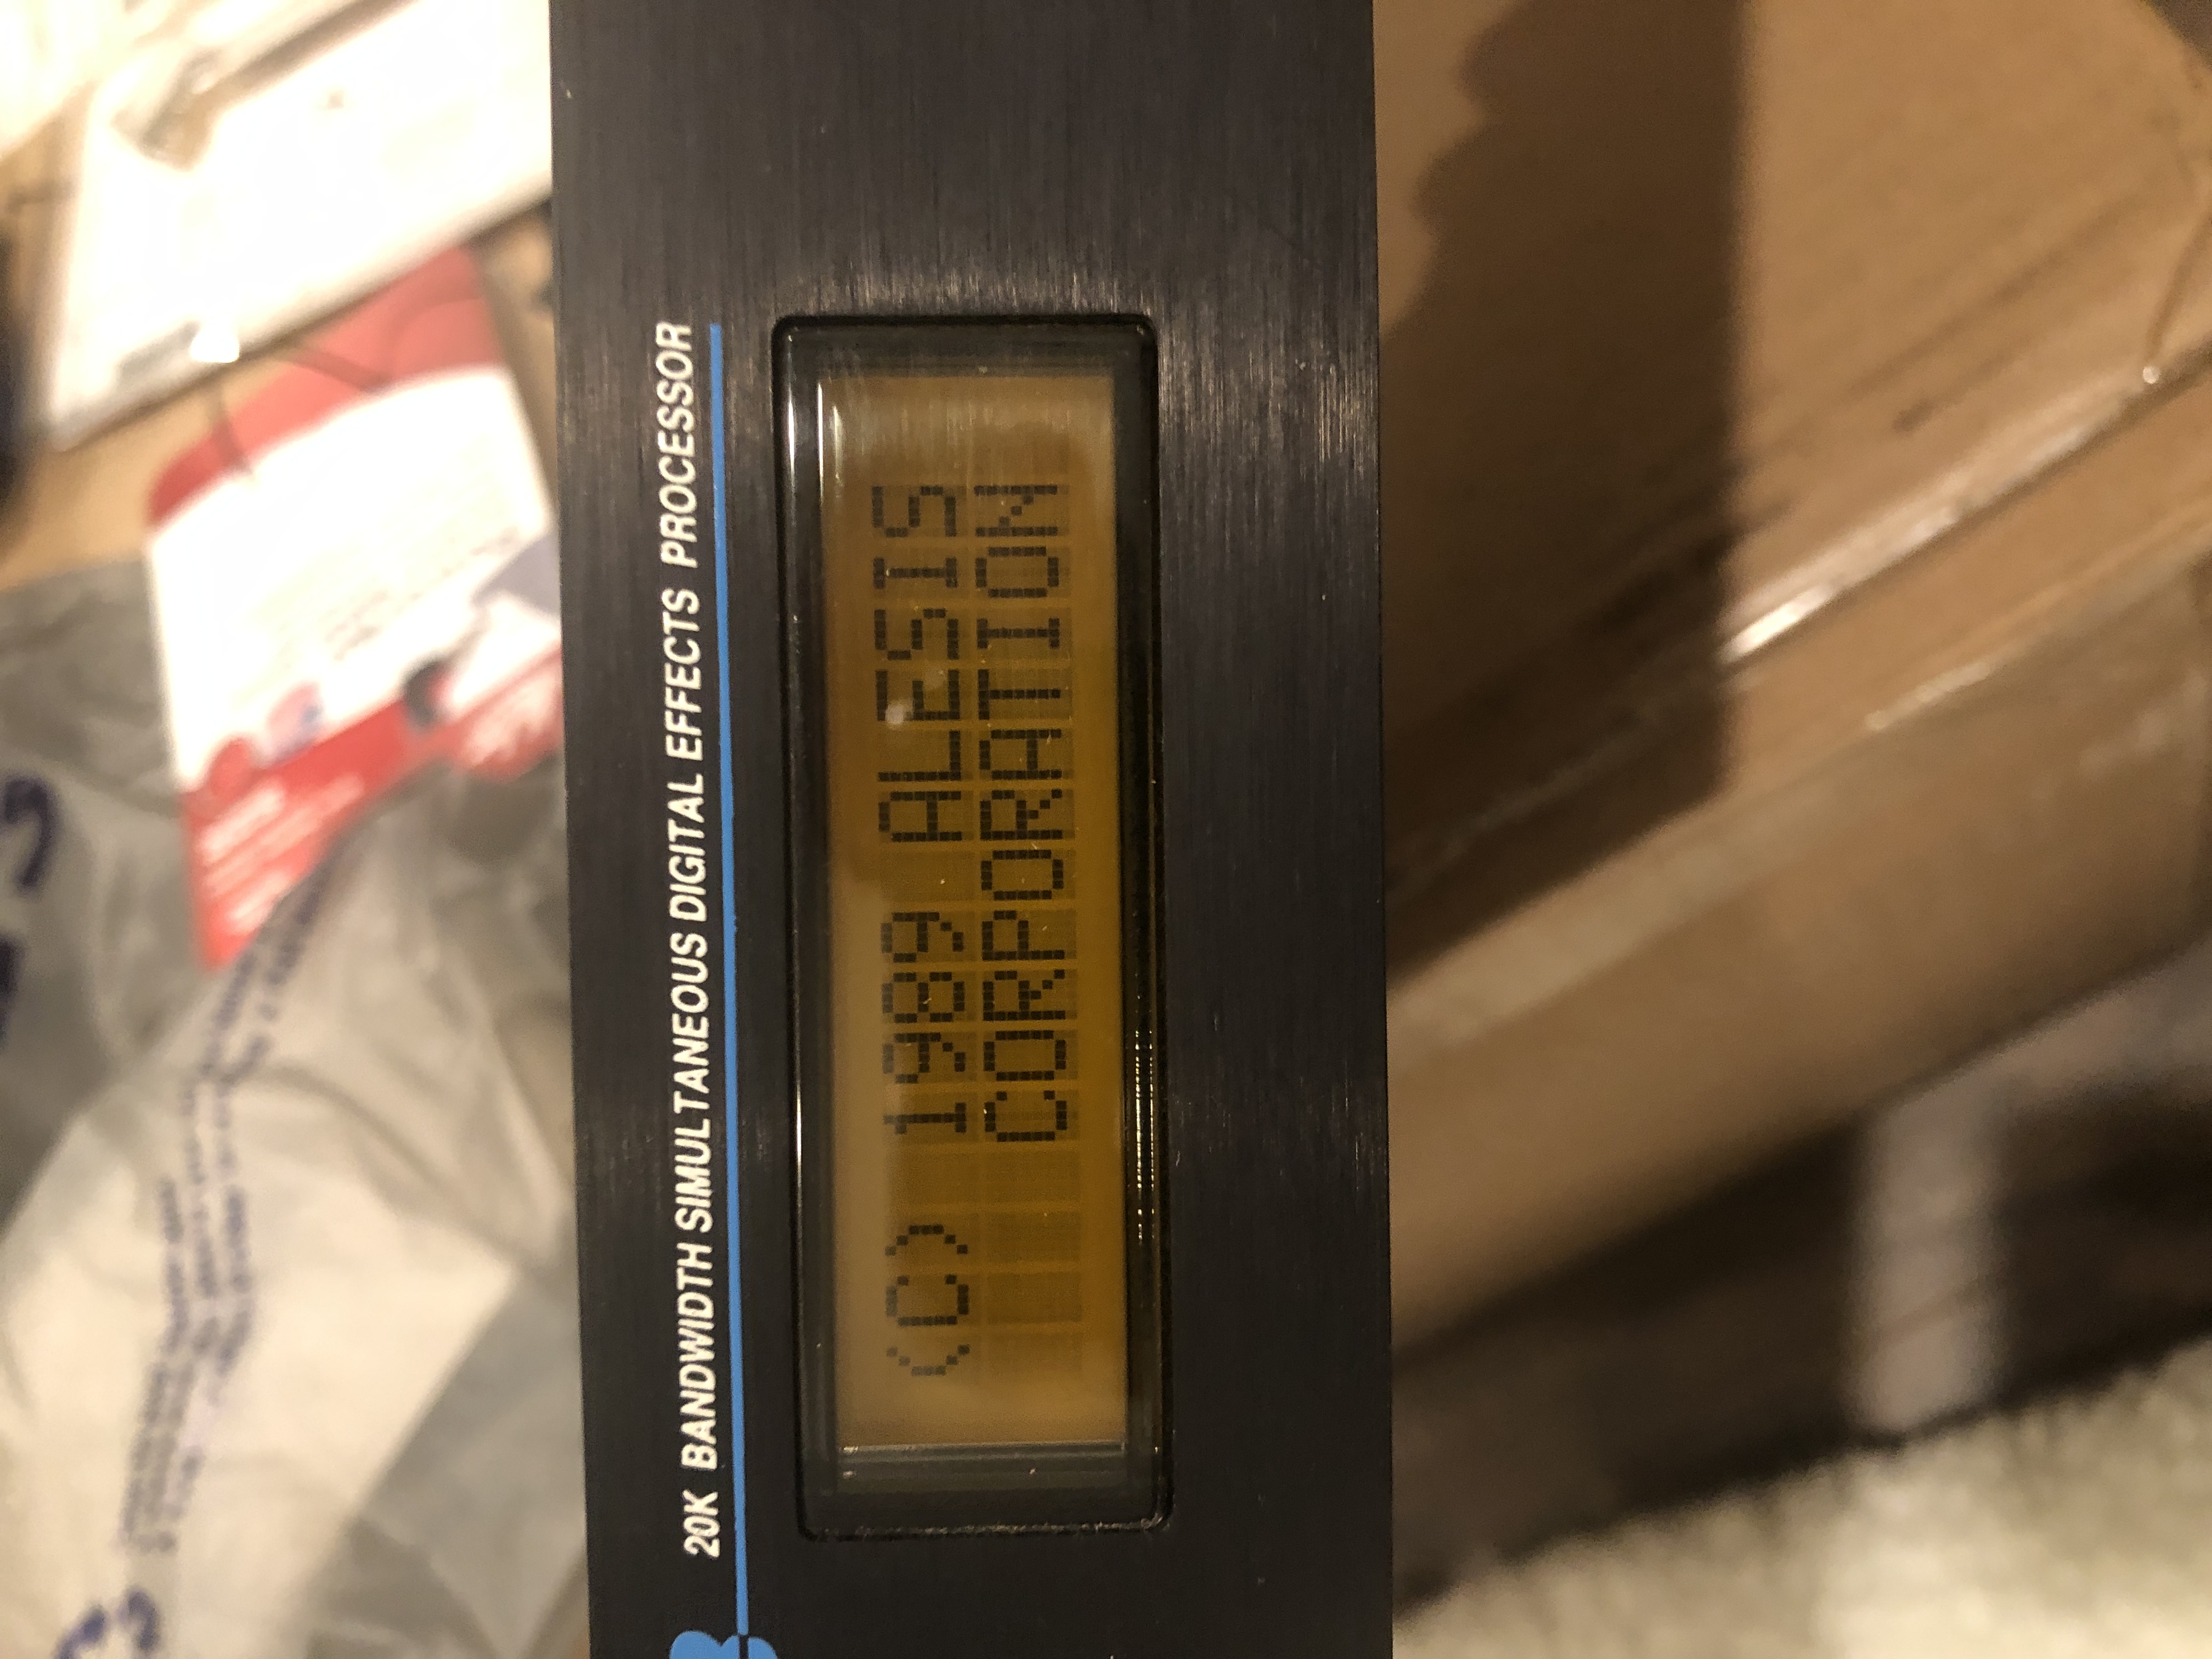 20K BANDWIDTH SIMULTANEOUS DIGITAL EFFECTS PROCESSOR
(C) 1989 ALESIS
CORPORATION